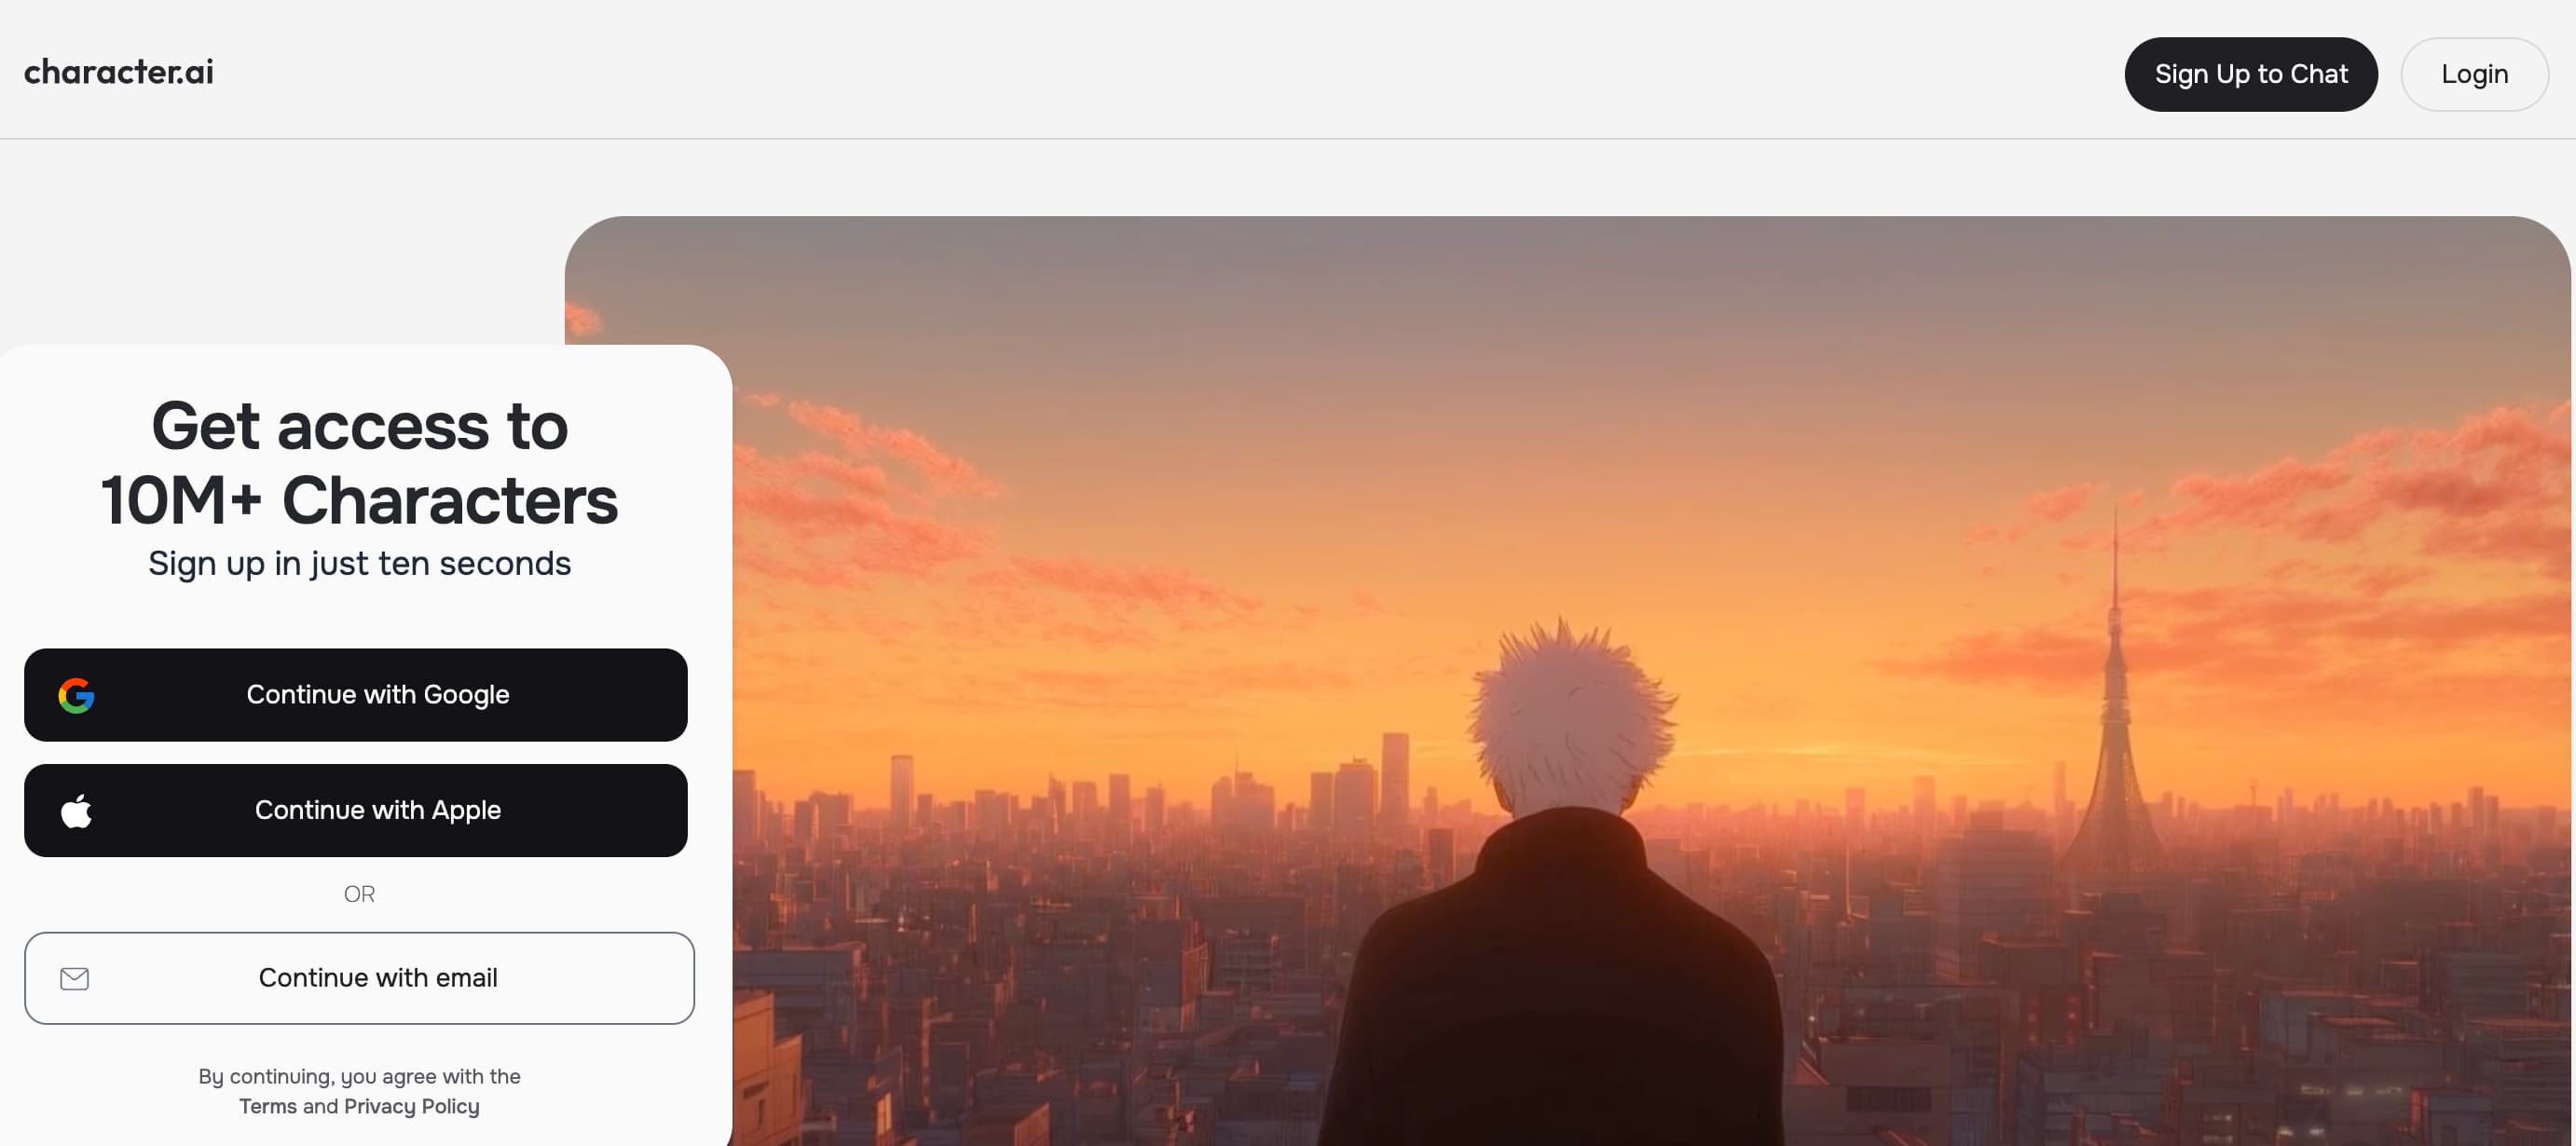 character.ai
Sign Up to Chat
Login
Get access to
10M+ Characters
Sign up in just ten seconds
Continue with Google
Continue with Apple
OR
Continue with email
By continuing, you agree with the
Terms and Privacy Policy